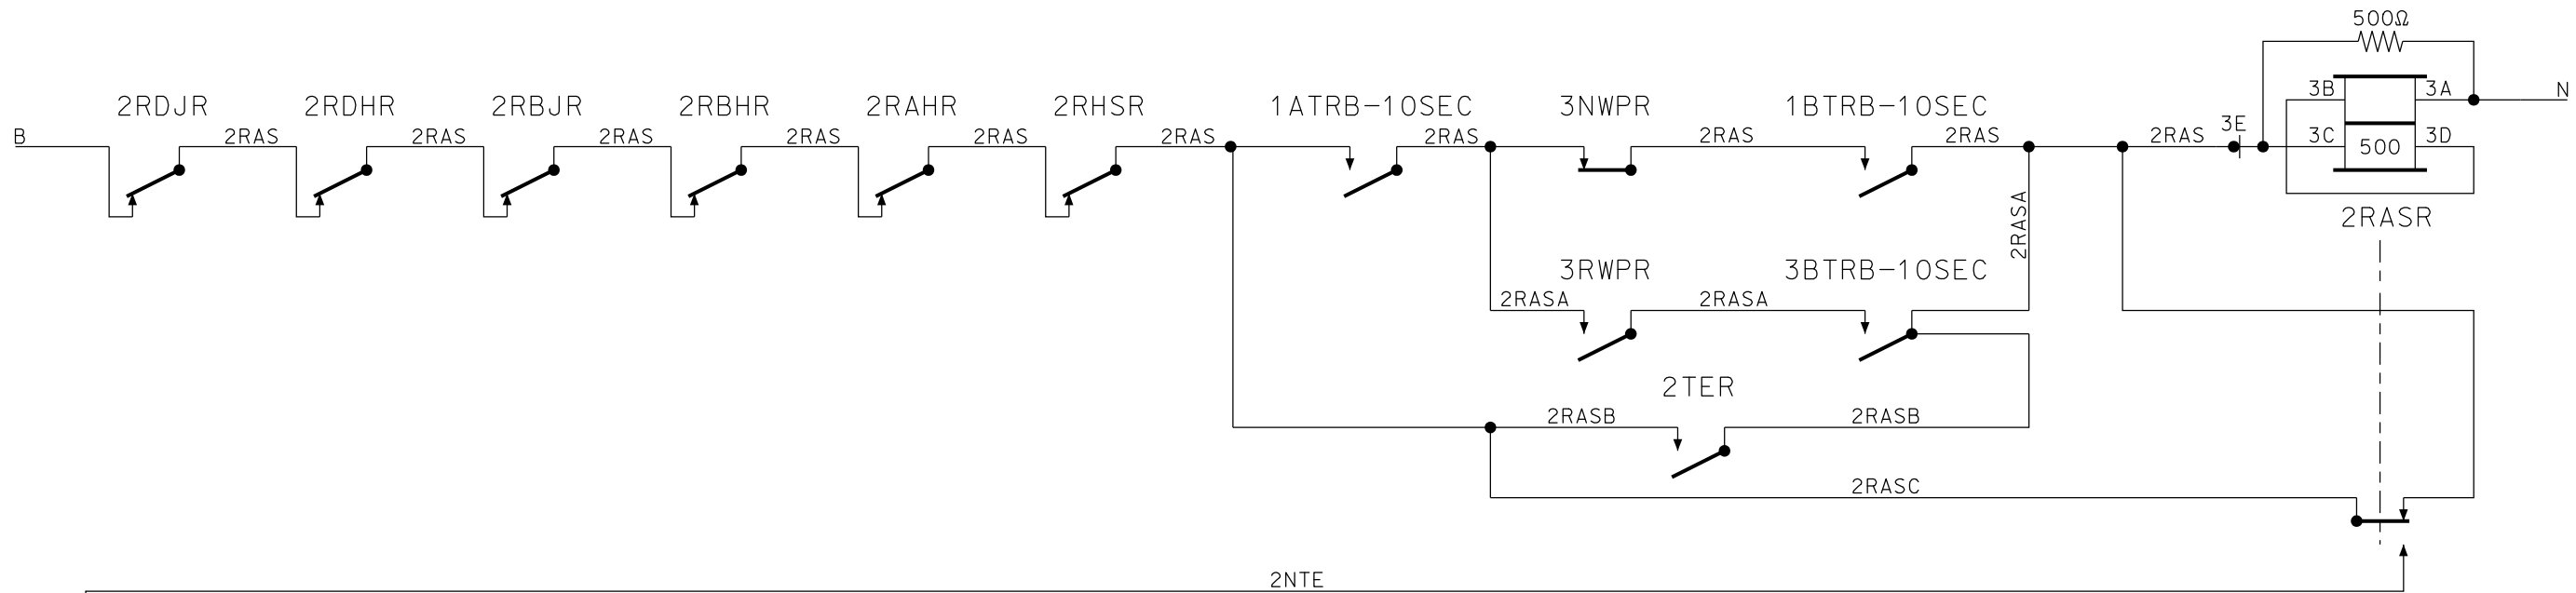 500Ω
3B 3A N
2RDJR 2RDHR 2RBJR 2RBHR 2RAHR 2RHSR 1ATRB-10SEC 3NWPR 1BTRB-10SEC
3E
B 2RAS 2RAS 2RAS 2RAS 2RAS 2RAS 2RAS 2RAS 2RAS 2RAS 3C 500 3D
2RASA
2RASR
3RWPR 3BTRB-10SEC
2RASA 2RASA
2TER
2RASB 2RASB
2RASC
2NTE